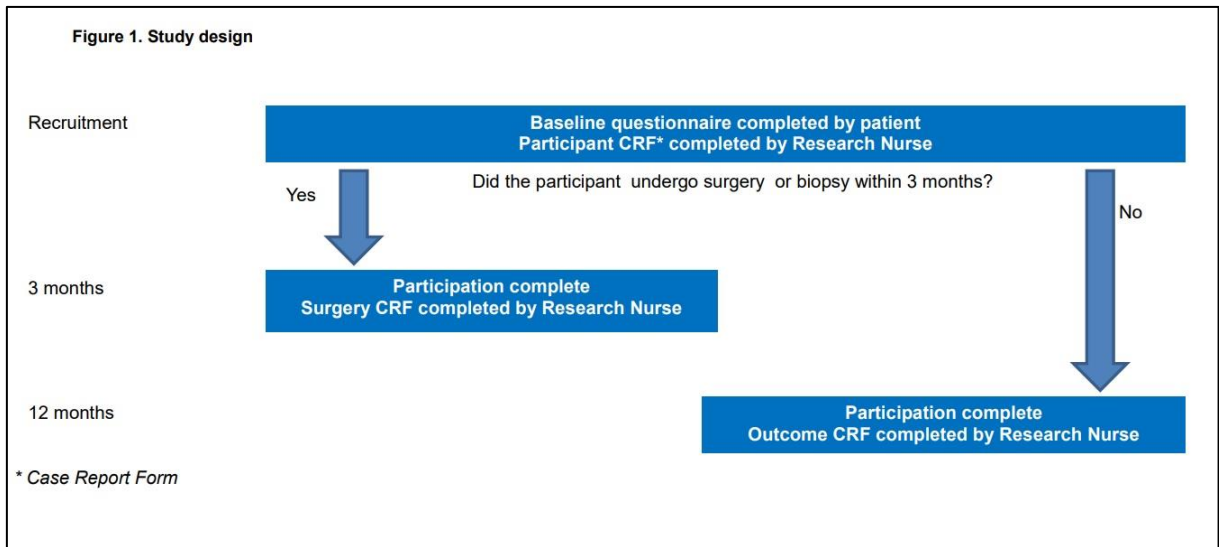 Figure 1. Study design
Recruitment
Baseline questionnaire completed by patient
Participant CRF* completed by Research Nurse
Did the participant undergo surgery or biopsy within 3 months?
Yes
No
3 months
Participation complete
Surgery CRF completed by Research Nurse
12 months
Participation complete
Outcome CRF completed by Research Nurse
* Case Report Form